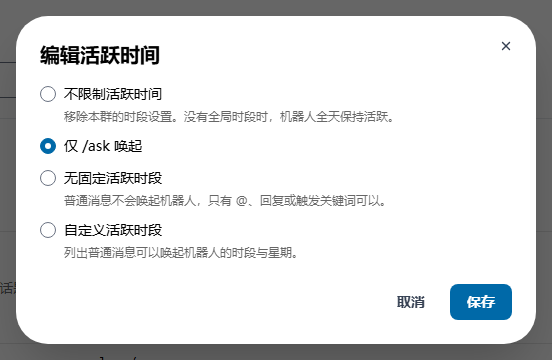 编辑活跃时间
×
不限制活跃时间
移除本群的时段设置。没有全局时段时，机器人全天保持活跃。
仅 /ask 唤起
无固定活跃时段
普通消息不会唤起机器人，只有 @、回复或触发关键词可以。
自定义活跃时段
列出普通消息可以唤起机器人的时段与星期。
取消
保存